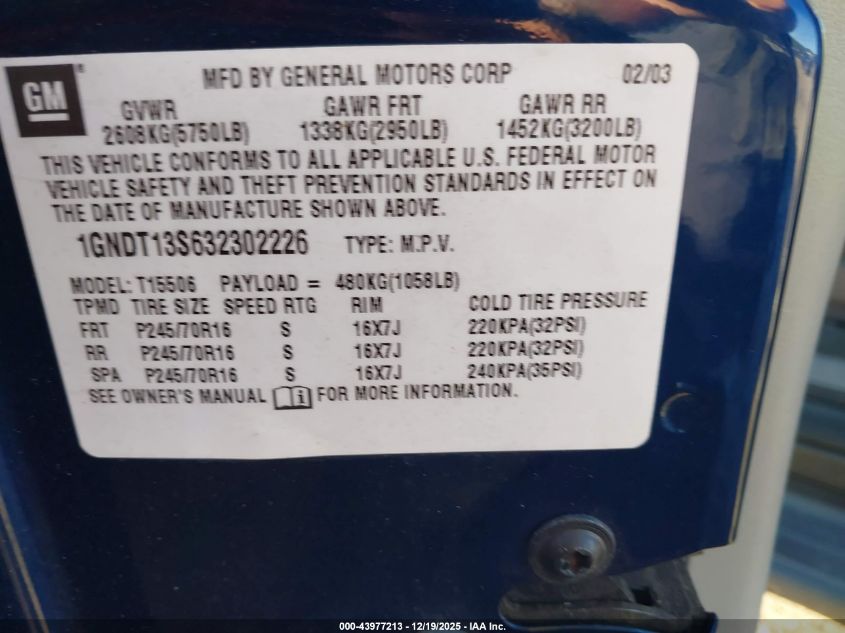 GM
®
MFD BY GENERAL MOTORS CORP 02/03
GVWR GAWR FRT GAWR RR
2608KG(5750LB) 1338KG(2950LB) 1452KG(3200LB)
THIS VEHICLE CONFORMS TO ALL APPLICABLE U.S. FEDERAL MOTOR
VEHICLE SAFETY AND THEFT PREVENTION STANDARDS IN EFFECT ON
THE DATE OF MANUFACTURE SHOWN ABOVE.
1GNDT13S632302226 TYPE: M.P.V.
MODEL: T15506 PAYLOAD = 480KG(1058LB)
TPMD TIRE SIZE SPEED RTG RIM COLD TIRE PRESSURE
FRT P245/70R16 S 16X7J 220KPA(32PSI)
RR P245/70R16 S 16X7J 220KPA(32PSI)
SPA P245/70R16 S 16X7J 240KPA(35PSI)
SEE OWNER'S MANUAL FOR MORE INFORMATION.
000-43977213 - 12/19/2025 - IAA Inc.